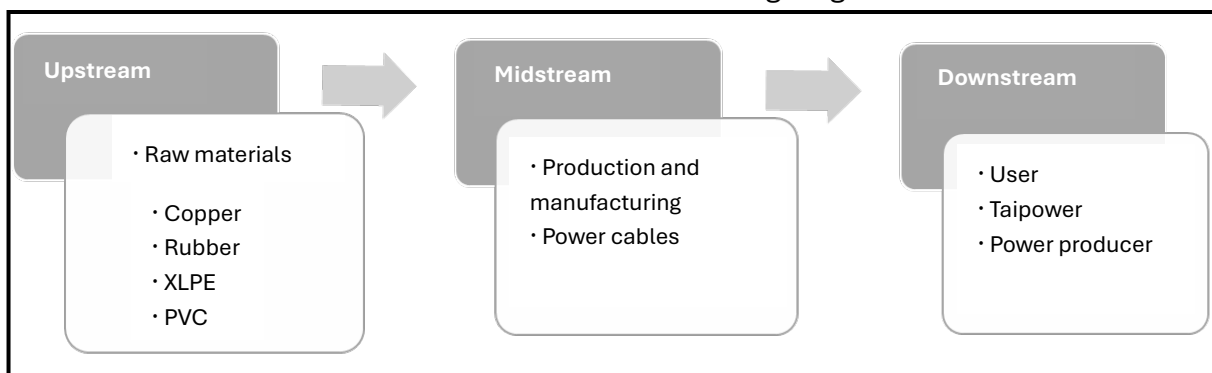 Upstream
· Raw materials
· Copper
· Rubber
· XLPE
· PVC
Midstream
· Production and
manufacturing
· Power cables
Downstream
· User
· Taipower
· Power producer